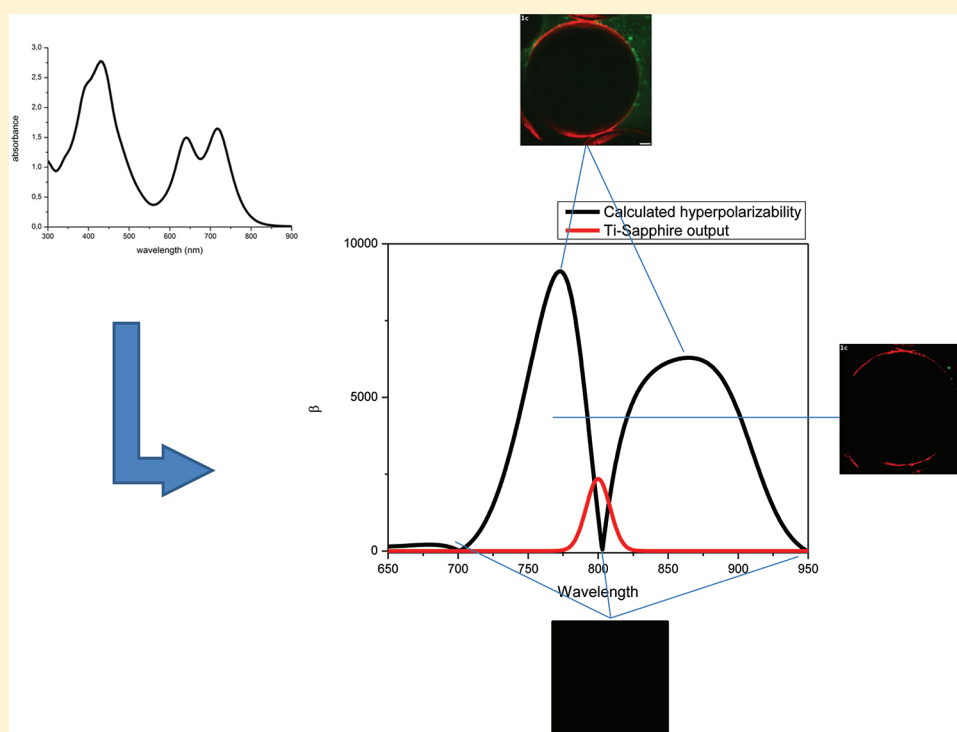 1c
3,0
2,5
2,0
1,5
1,0
0,5
0,0
absorbance
300 400 500 600 700 800 900
wavelength (nm)
Calculated hyperpolarizability
Ti-Sapphire output
10000
5000
0
β
650 700 750 800 850 900 950
Wavelength
1c